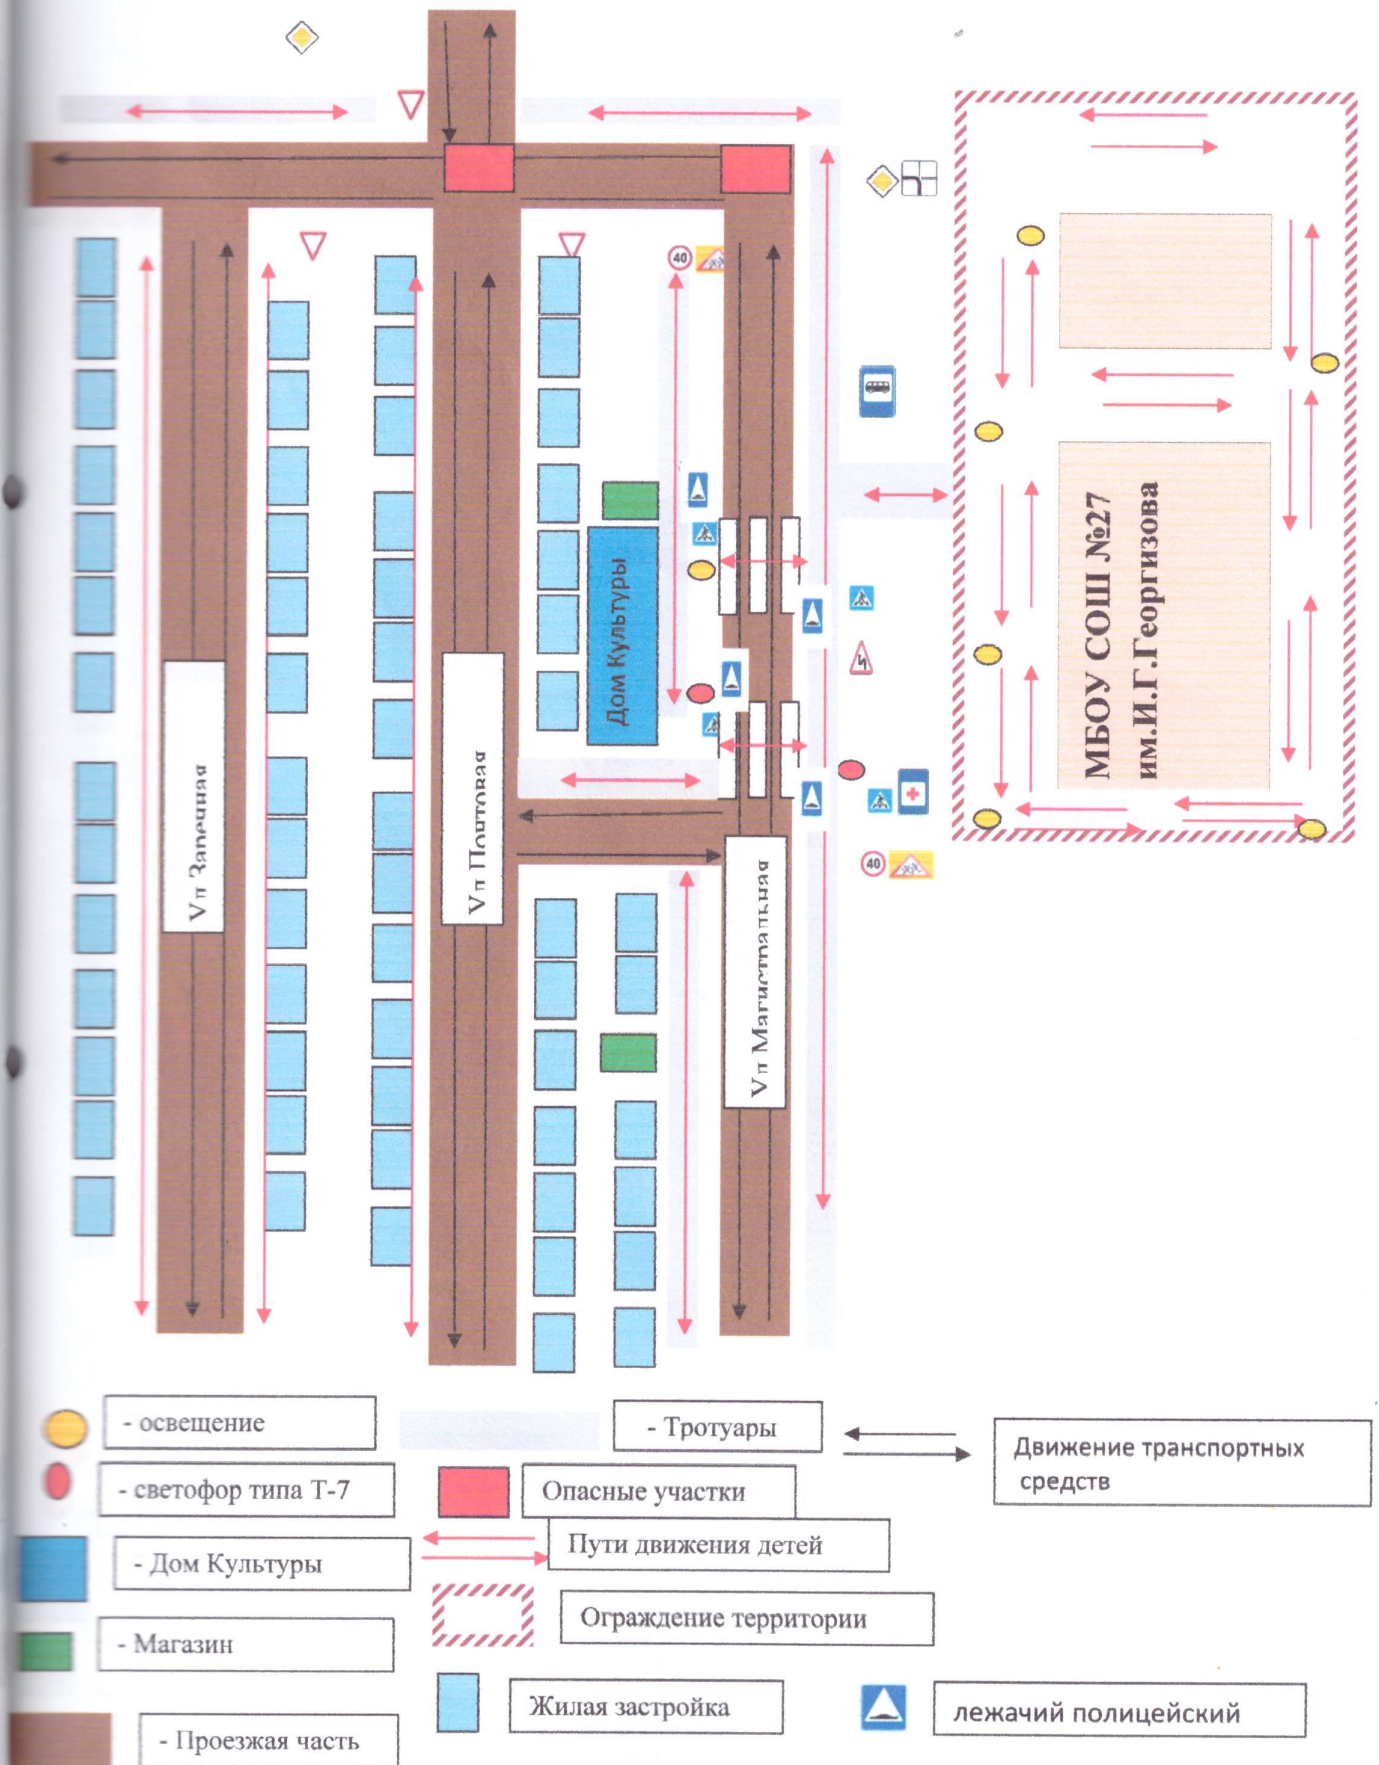 40
МБОУ СОШ №27
им.И.Г.Георгизова
Дом Культуры
Ул Заречная
Ул Почтовая
Ул Магистральная
40
- освещение
- Тротуары
Движение транспортных
средств
- светофор типа Т-7
Опасные участки
Пути движения детей
- Дом Культуры
Ограждение территории
- Магазин
Жилая застройка
лежачий полицейский
- Проезжая часть